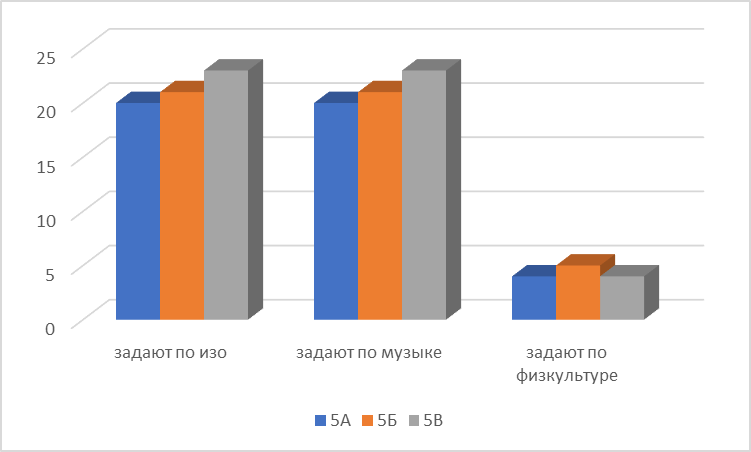 25
20
15
10
5
0
задают по изо
задают по музыке
задают по
физкультуре
5А 5Б 5В